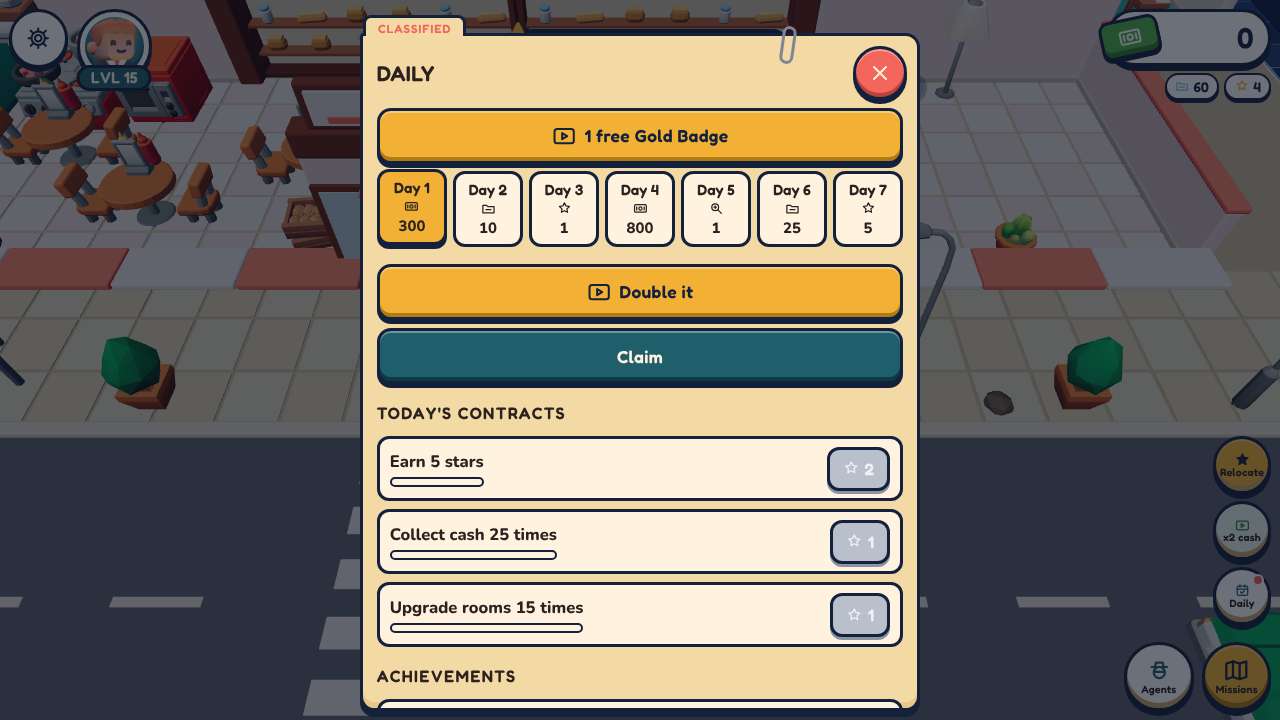 CLASSIFIED
DAILY
1 free Gold Badge
Day 1
300
Day 2
10
Day 3
1
Day 4
800
Day 5
1
Day 6
25
Day 7
5
Double it
Claim
TODAY'S CONTRACTS
Earn 5 stars
2
Collect cash 25 times
1
Upgrade rooms 15 times
1
ACHIEVEMENTS
LVL 15
0
60
4
Relocate
x2 cash
Daily
Agents
Missions